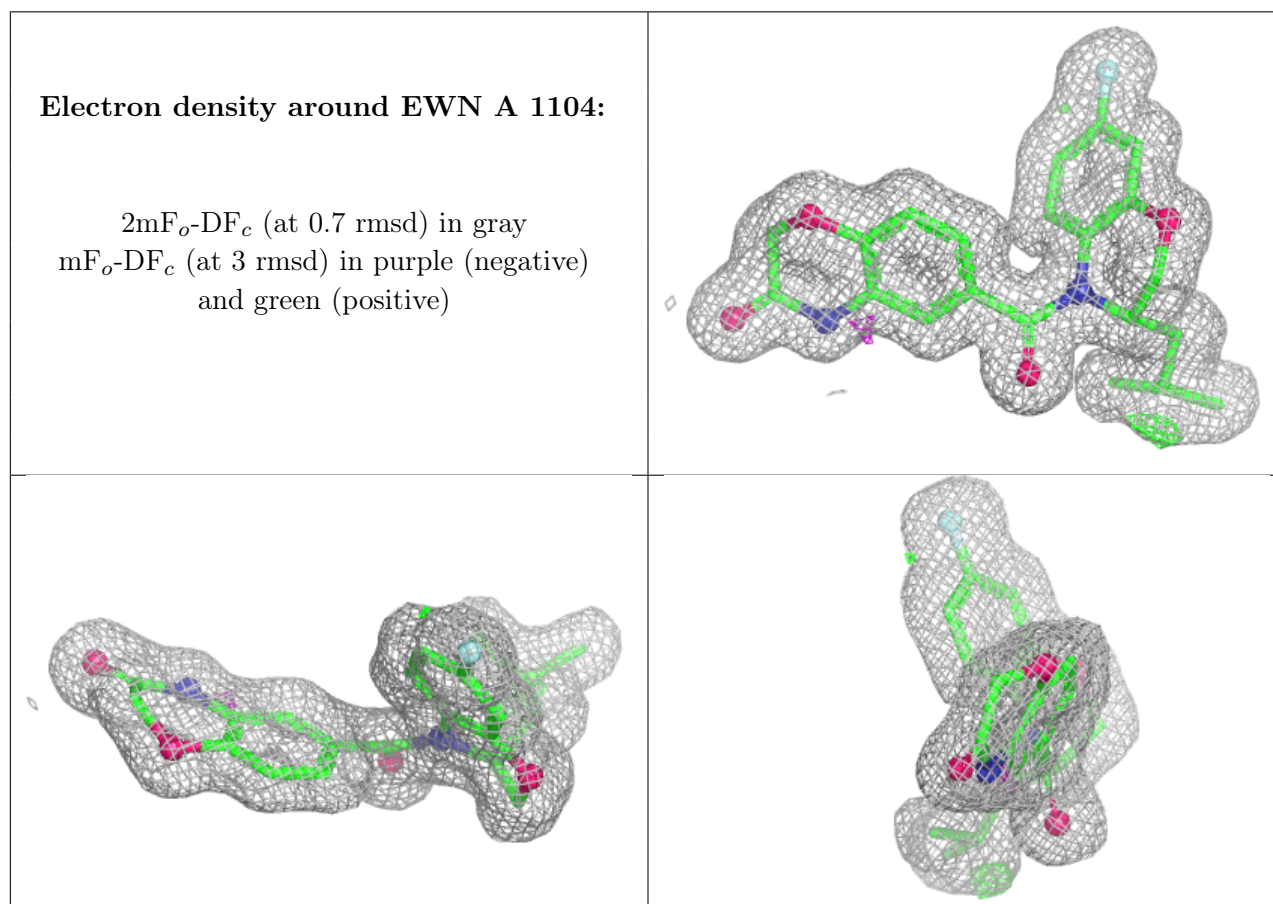 Electron density around EWN A 1104:
2mFo-DFc (at 0.7 rmsd) in gray
mFo-DFc (at 3 rmsd) in purple (negative)
and green (positive)